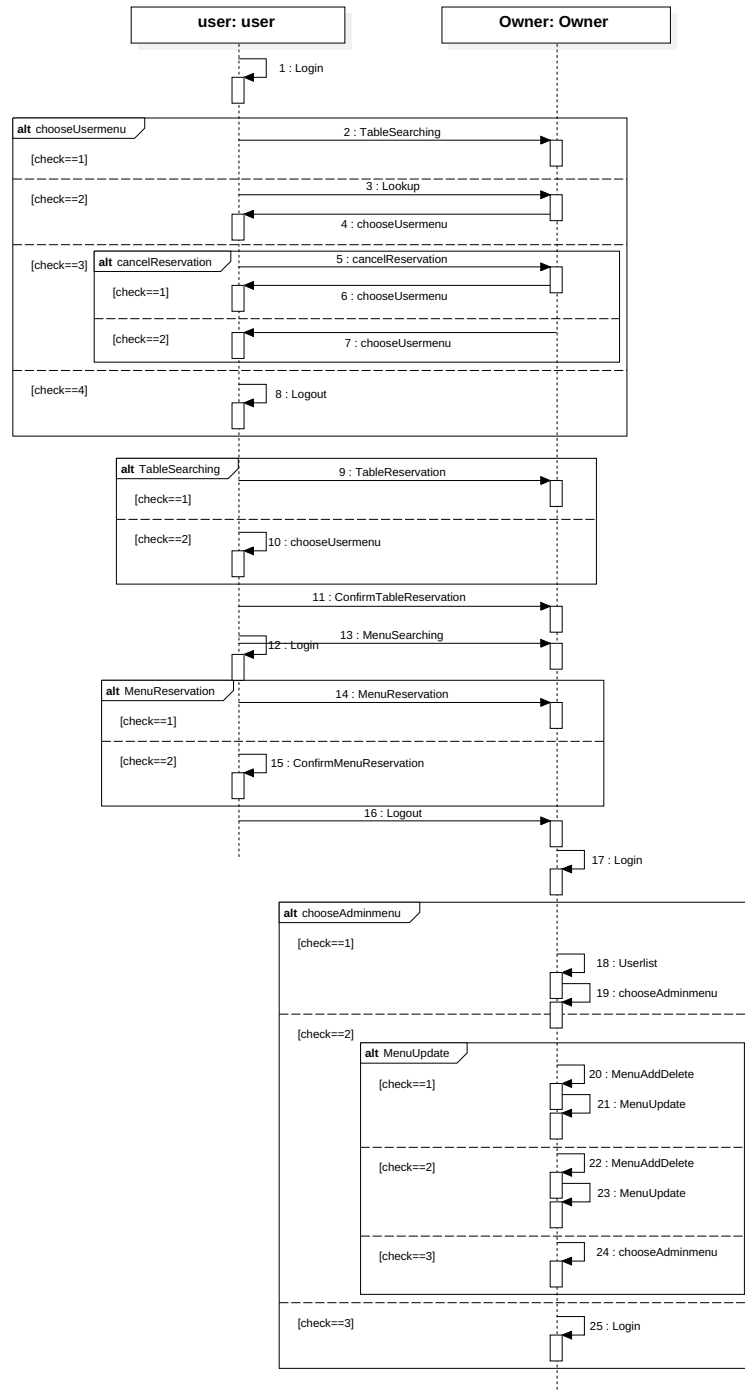 user: user
Owner: Owner
1 : Login
alt chooseUsermenu
2 : TableSearching
[check==1]
3 : Lookup
[check==2]
4 : chooseUsermenu
[check==3]
alt cancelReservation
5 : cancelReservation
[check==1]
6 : chooseUsermenu
[check==2]
7 : chooseUsermenu
[check==4]
8 : Logout
alt TableSearching
9 : TableReservation
[check==1]
[check==2]
10 : chooseUsermenu
11 : ConfirmTableReservation
13 : MenuSearching
12 : Login
alt MenuReservation
14 : MenuReservation
[check==1]
[check==2]
15 : ConfirmMenuReservation
16 : Logout
17 : Login
alt chooseAdminmenu
[check==1]
18 : Userlist
19 : chooseAdminmenu
[check==2]
alt MenuUpdate
20 : MenuAddDelete
[check==1]
21 : MenuUpdate
22 : MenuAddDelete
[check==2]
23 : MenuUpdate
24 : chooseAdminmenu
[check==3]
[check==3]
25 : Login